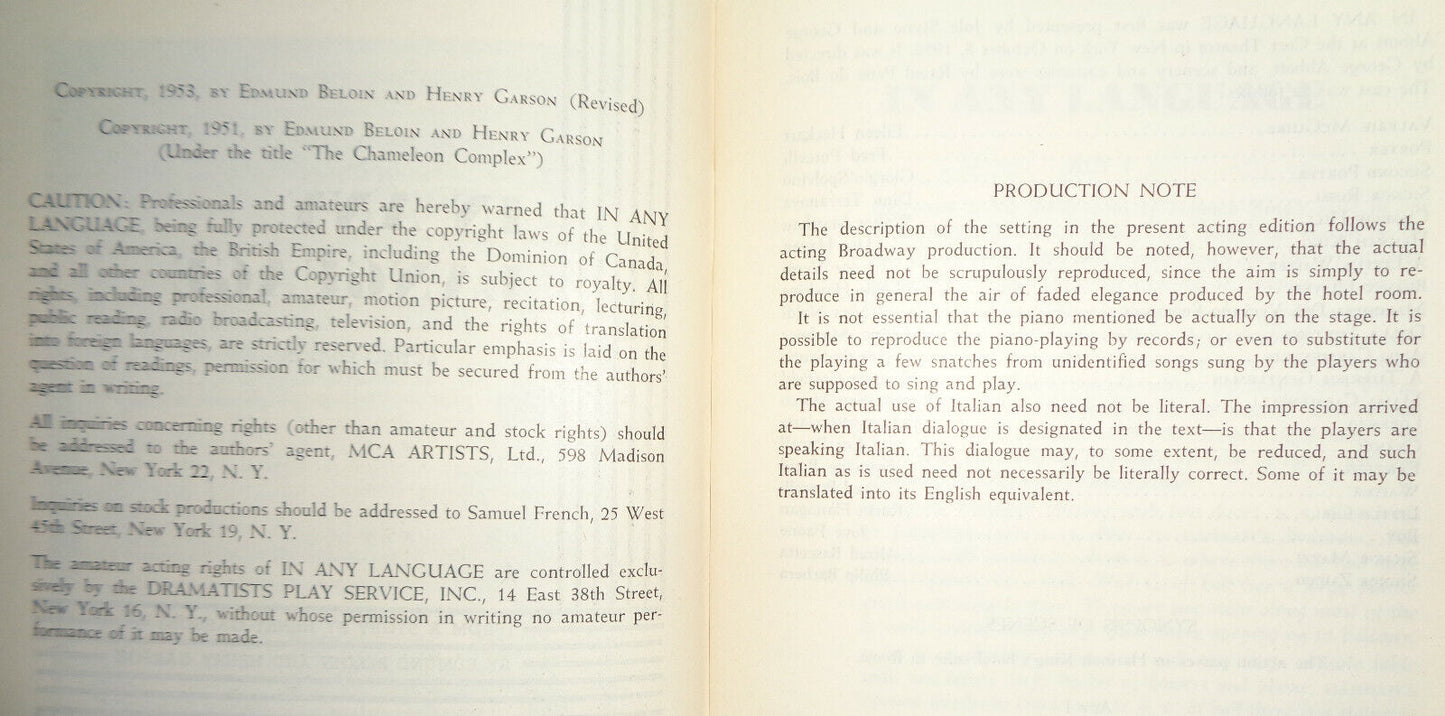 COPYRIGHT, 1953, BY EDMUND BELOIN AND HENRY GARSON (Revised)
COPYRIGHT, 1951, BY EDMUND BELOIN AND HENRY GARSON
(Under the title "The Chameleon Complex")
CAUTION: Professionals and amateurs are hereby warned that IN ANY
LANGUAGE, being fully protected under the copyright laws of the United
States of America, the British Empire, including the Dominion of Canada,
and all other countries of the Copyright Union, is subject to royalty. All
rights, including professional, amateur, motion picture, recitation, lecturing,
public reading, radio broadcasting, television, and the rights of translation
into foreign languages, are strictly reserved. Particular emphasis is laid on the
question of readings, permission for which must be secured from the authors'
agent in writing.
All inquiries concerning rights (other than amateur and stock rights) should
be addressed to the authors' agent, MCA ARTISTS, Ltd., 598 Madison
Avenue, New York 22, N. Y.
Inquiries on stock productions should be addressed to Samuel French, 25 West
45th Street, New York 19, N. Y.
The amateur acting rights of IN ANY LANGUAGE are controlled exclu-
sively by the DRAMATISTS PLAY SERVICE, INC., 14 East 38th Street,
New York 16, N. Y., without whose permission in writing no amateur per-
formance of it may be made.
PRODUCTION NOTE
The description of the setting in the present acting edition follows the
acting Broadway production. It should be noted, however, that the actual
details need not be scrupulously reproduced, since the aim is simply to re-
produce in general the air of faded elegance produced by the hotel room.
It is not essential that the piano mentioned be actually on the stage. It is
possible to reproduce the piano-playing by records; or even to substitute for
the playing a few snatches from unidentified songs sung by the players who
are supposed to sing and play.
The actual use of Italian also need not be literal. The impression arrived
at—when Italian dialogue is designated in the text—is that the players are
speaking Italian. This dialogue may, to some extent, be reduced, and such
Italian as is used need not necessarily be literally correct. Some of it may be
translated into its English equivalent.